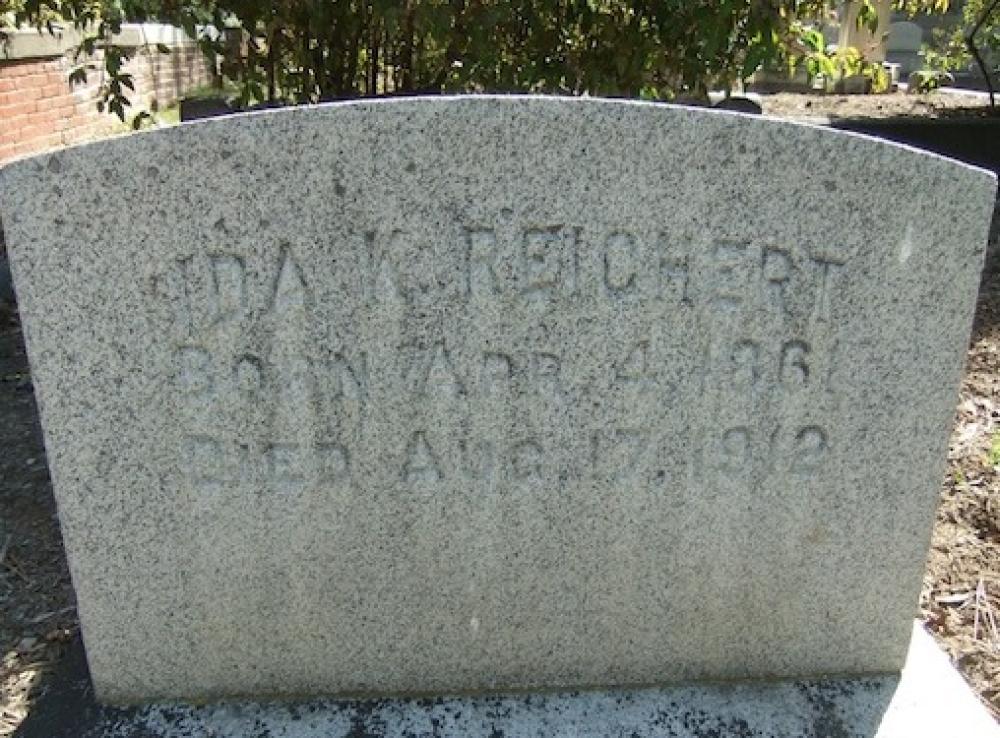 IDA K. REICHERT
BORN APR. 4, 1861
DIED AUG. 17, 1912